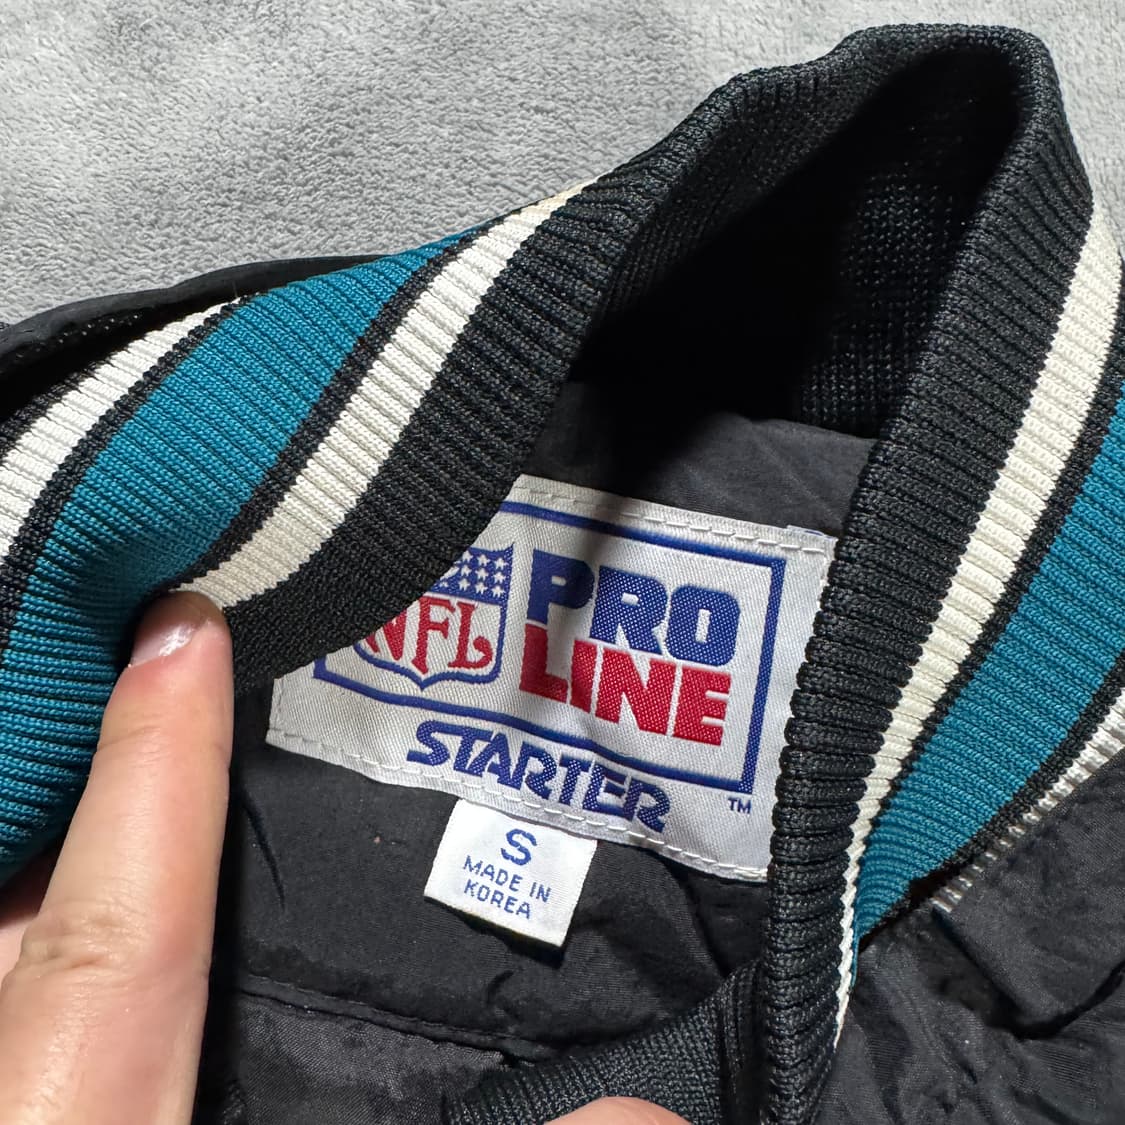 NFL
PRO
LINE
STARTER
TM
S
MADE IN
KOREA